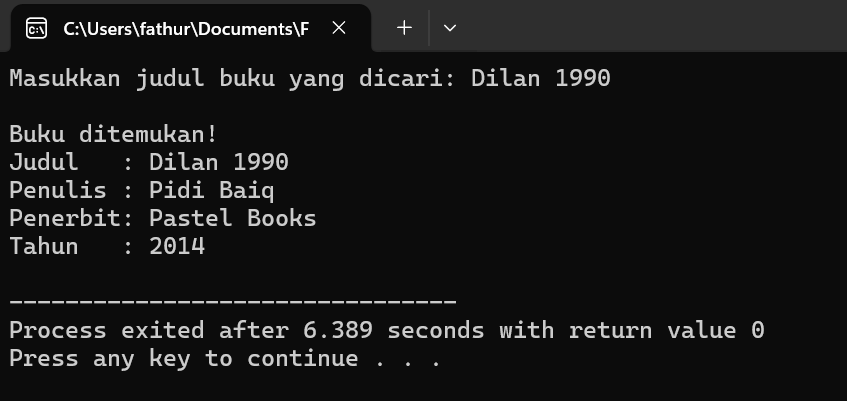 C:\Users\fathur\Documents\F
Masukkan judul buku yang dicari: Dilan 1990
Buku ditemukan!
Judul   : Dilan 1990
Penulis : Pidi Baiq
Penerbit: Pastel Books
Tahun   : 2014
--------------------------------
Process exited after 6.389 seconds with return value 0
Press any key to continue . . .